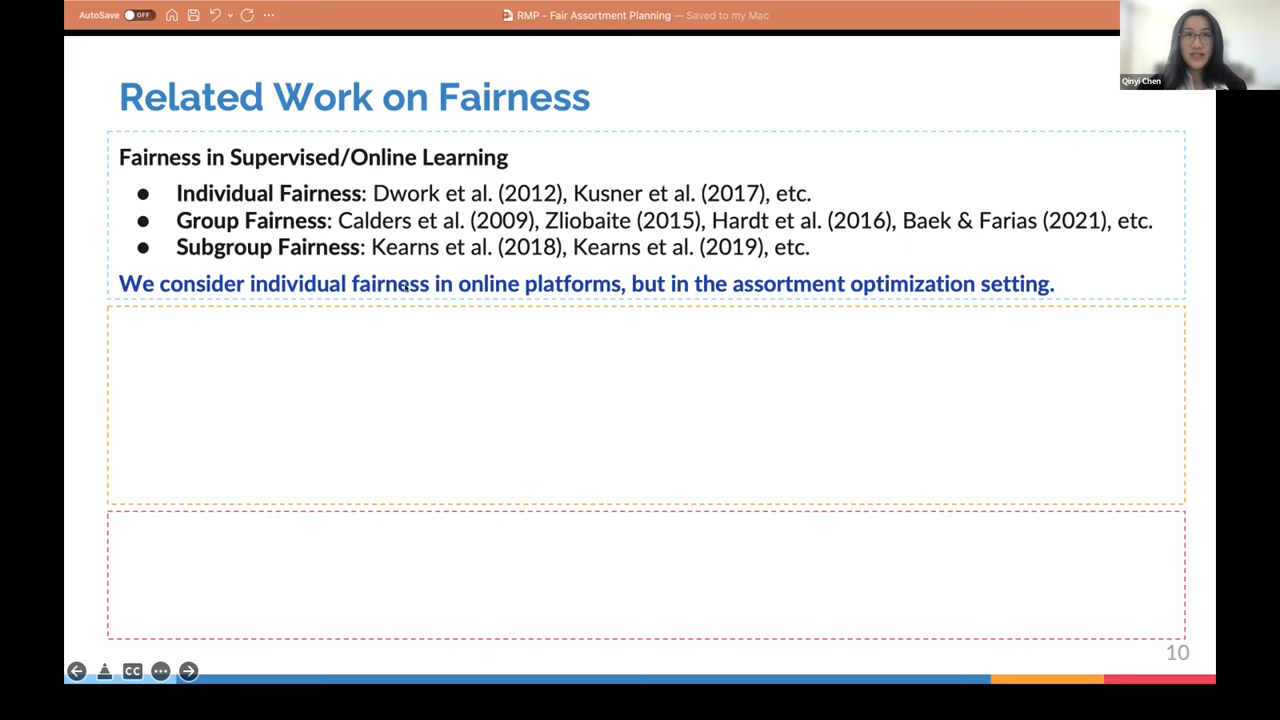 AutoSave OFF
RMP - Fair Assortment Planning — Saved to my Mac
Qinyi Chen
Related Work on Fairness
Fairness in Supervised/Online Learning
● Individual Fairness: Dwork et al. (2012), Kusner et al. (2017), etc.
● Group Fairness: Calders et al. (2009), Zliobaite (2015), Hardt et al. (2016), Baek & Farias (2021), etc.
● Subgroup Fairness: Kearns et al. (2018), Kearns et al. (2019), etc.
We consider individual fairness in online platforms, but in the assortment optimization setting.
10
CC